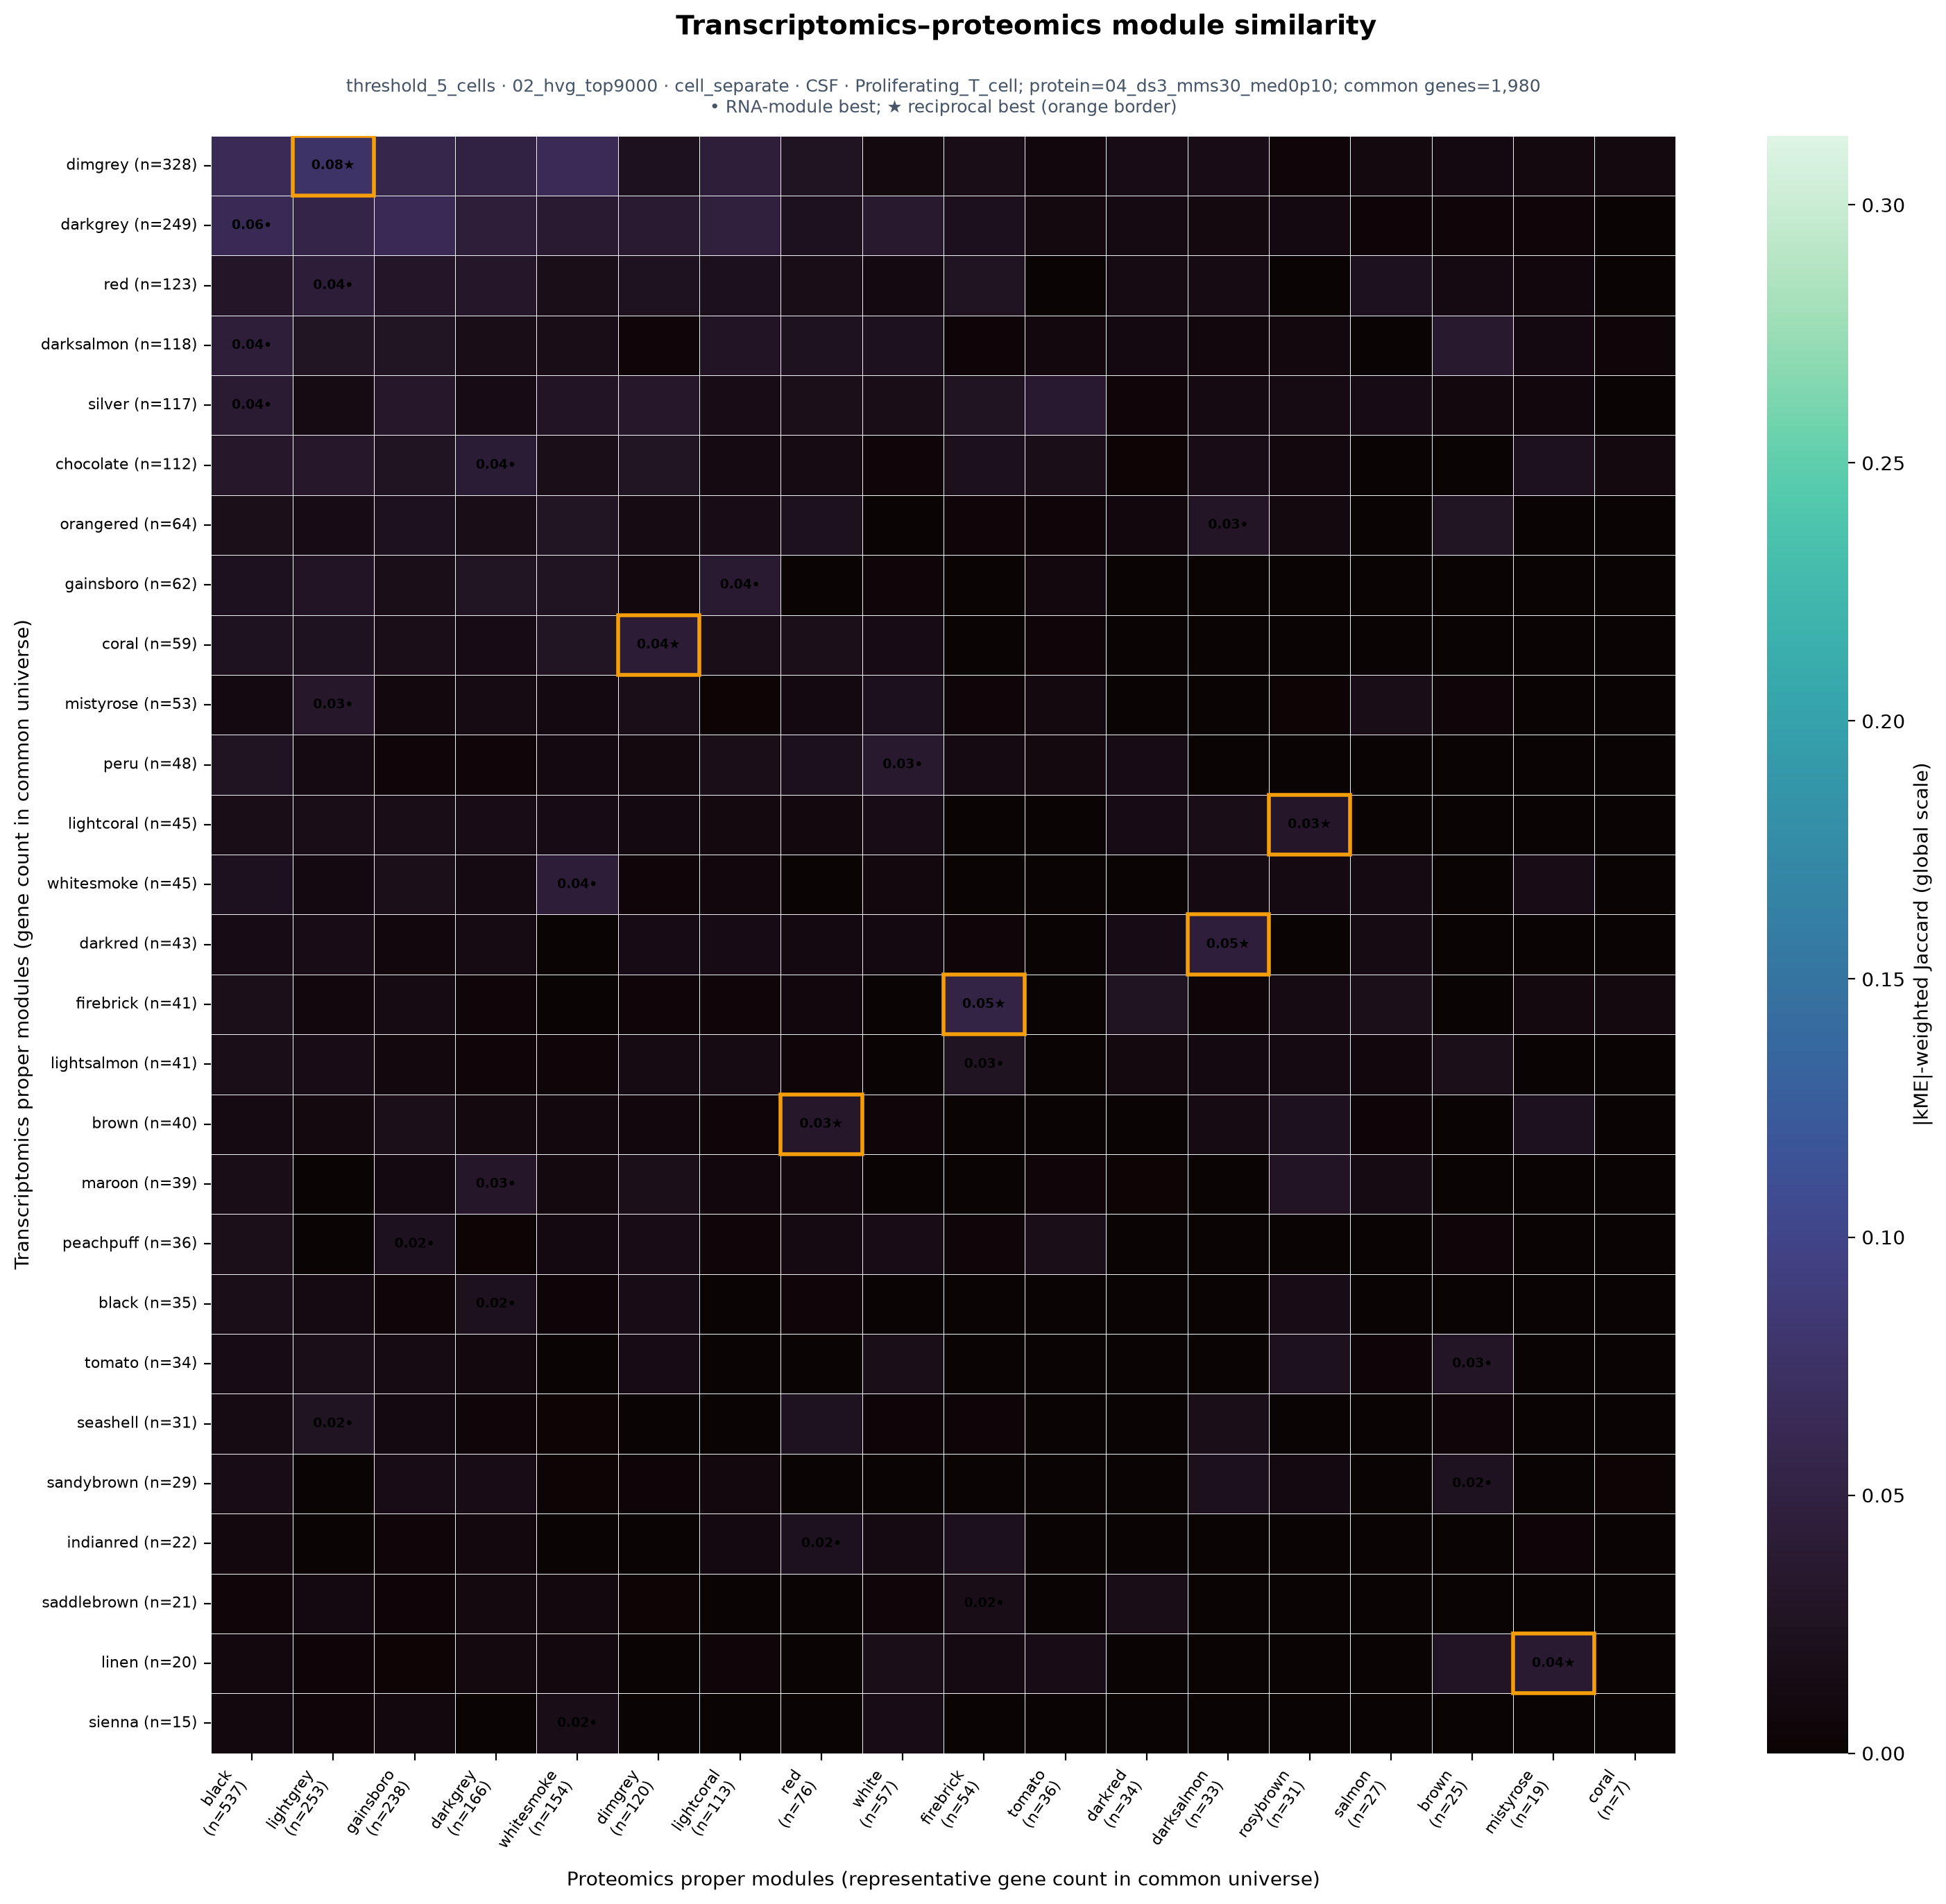 Transcriptomics–proteomics module similarity
threshold_5_cells · 02_hvg_top9000 · cell_separate · CSF · Proliferating_T_cell; protein=04_ds3_mms30_med0p10; common genes=1,980
• RNA-module best; ★ reciprocal best (orange border)
Transcriptomics proper modules (gene count in common universe)
dimgrey (n=328)
0.08★
darkgrey (n=249)
0.06•
red (n=123)
0.04•
darksalmon (n=118)
0.04•
silver (n=117)
0.04•
chocolate (n=112)
0.04•
orangered (n=64)
0.03•
gainsboro (n=62)
0.04•
coral (n=59)
0.04★
mistyrose (n=53)
0.03•
peru (n=48)
0.03•
lightcoral (n=45)
0.03★
whitesmoke (n=45)
0.04•
darkred (n=43)
0.05★
firebrick (n=41)
0.05★
lightsalmon (n=41)
0.03•
brown (n=40)
0.03★
maroon (n=39)
0.03•
peachpuff (n=36)
0.02•
black (n=35)
0.02•
tomato (n=34)
0.03•
seashell (n=31)
0.02•
sandybrown (n=29)
0.02•
indianred (n=22)
0.02•
saddlebrown (n=21)
0.02•
linen (n=20)
0.04★
sienna (n=15)
0.02•
black
(n=537)
lightgrey
(n=253)
gainsboro
(n=238)
darkgrey
(n=166)
whitesmoke
(n=154)
dimgrey
(n=120)
lightcoral
(n=113)
red
(n=76)
white
(n=57)
firebrick
(n=54)
tomato
(n=36)
darkred
(n=34)
darksalmon
(n=33)
rosybrown
(n=31)
salmon
(n=27)
brown
(n=25)
mistyrose
(n=19)
coral
(n=7)
Proteomics proper modules (representative gene count in common universe)
0.30
0.25
0.20
0.15
0.10
0.05
0.00
|kME|-weighted Jaccard (global scale)